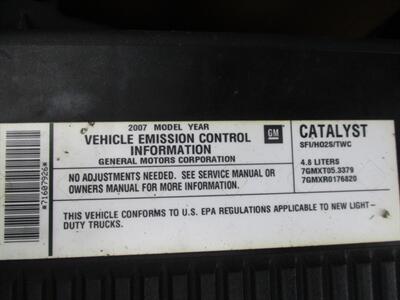 2007 MODEL YEAR
VEHICLE EMISSION CONTROL
INFORMATION
GENERAL MOTORS CORPORATION
GM
CATALYST
SFI/HO2S/TWC
4.8 LITERS
7GMXT05.3379
7GMXR0176820
NO ADJUSTMENTS NEEDED. SEE SERVICE MANUAL OR
OWNERS MANUAL FOR MORE INFORMATION.
THIS VEHICLE CONFORMS TO U.S. EPA REGULATIONS APPLICABLE TO NEW LIGHT-
DUTY TRUCKS.
*71607926*